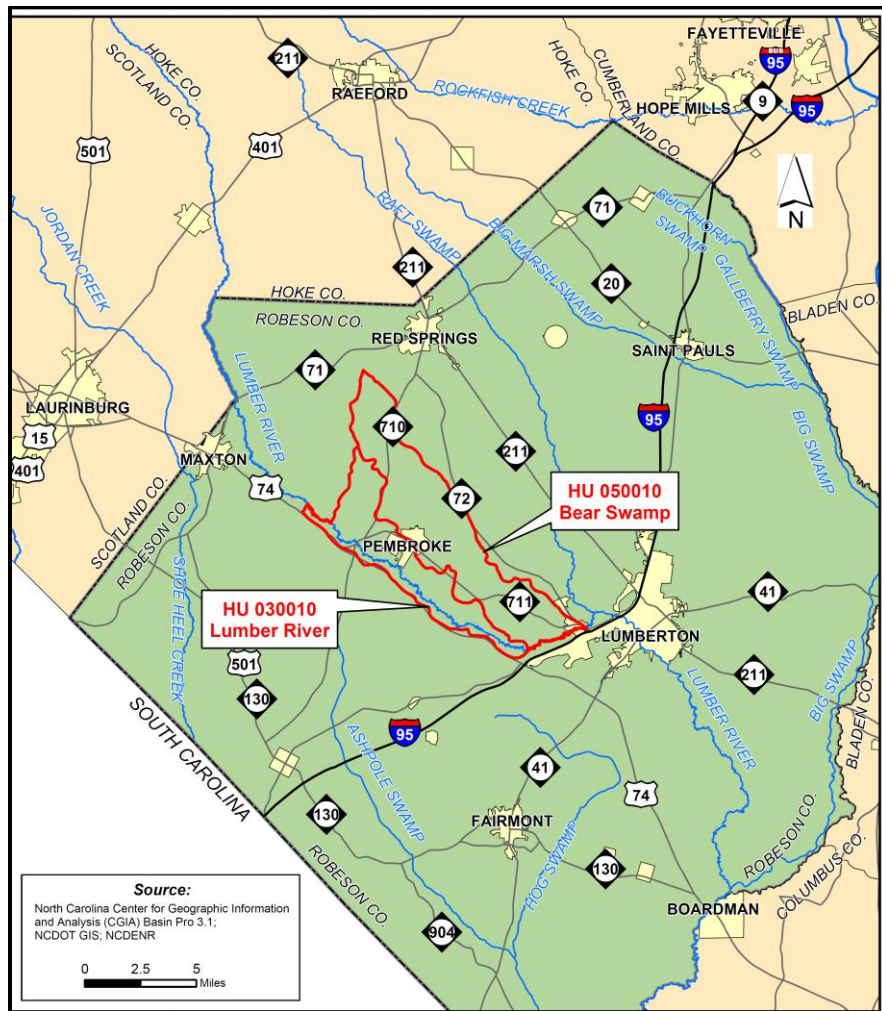 FAYETTEVILLE
BUS
95
211
HOKE CO.
SCOTLAND CO.
CUMBERLAND CO.
HOKE CO.
RAEFORD
ROCKFISH CREEK
HOPE MILLS
9
95
501
401
N
JORDAN CREEK
RAFT SWAMP
BIG MARSH SWAMP
71
BUCKHORN
SWAMP
GALLBERRY SWAMP
211
20
HOKE CO.
ROBESON CO.
BLADEN CO.
RED SPRINGS
SAINT PAULS
LUMBER RIVER
71
BIG SWAMP
LAURINBURG
15
401
710
95
MAXTON
211
74
72
HU 050010
Bear Swamp
SCOTLAND CO.
ROBESON CO.
PEMBROKE
SHOE HEEL CREEK
HU 030010
Lumber River
711
41
LUMBERTON
501
211
130
LUMBER RIVER
BIG SWAMP
BLADEN CO.
SOUTH CAROLINA
95
ASHPOLE SWAMP
41
74
130
FAIRMONT
HOG SWAMP
130
ROBESON CO.
ROBESON CO.
COLUMBUS CO.
BOARDMAN
904
Source:
North Carolina Center for Geographic Information
and Analysis (CGIA) Basin Pro 3.1;
NCDOT GIS; NCDENR
0 2.5 5
Miles